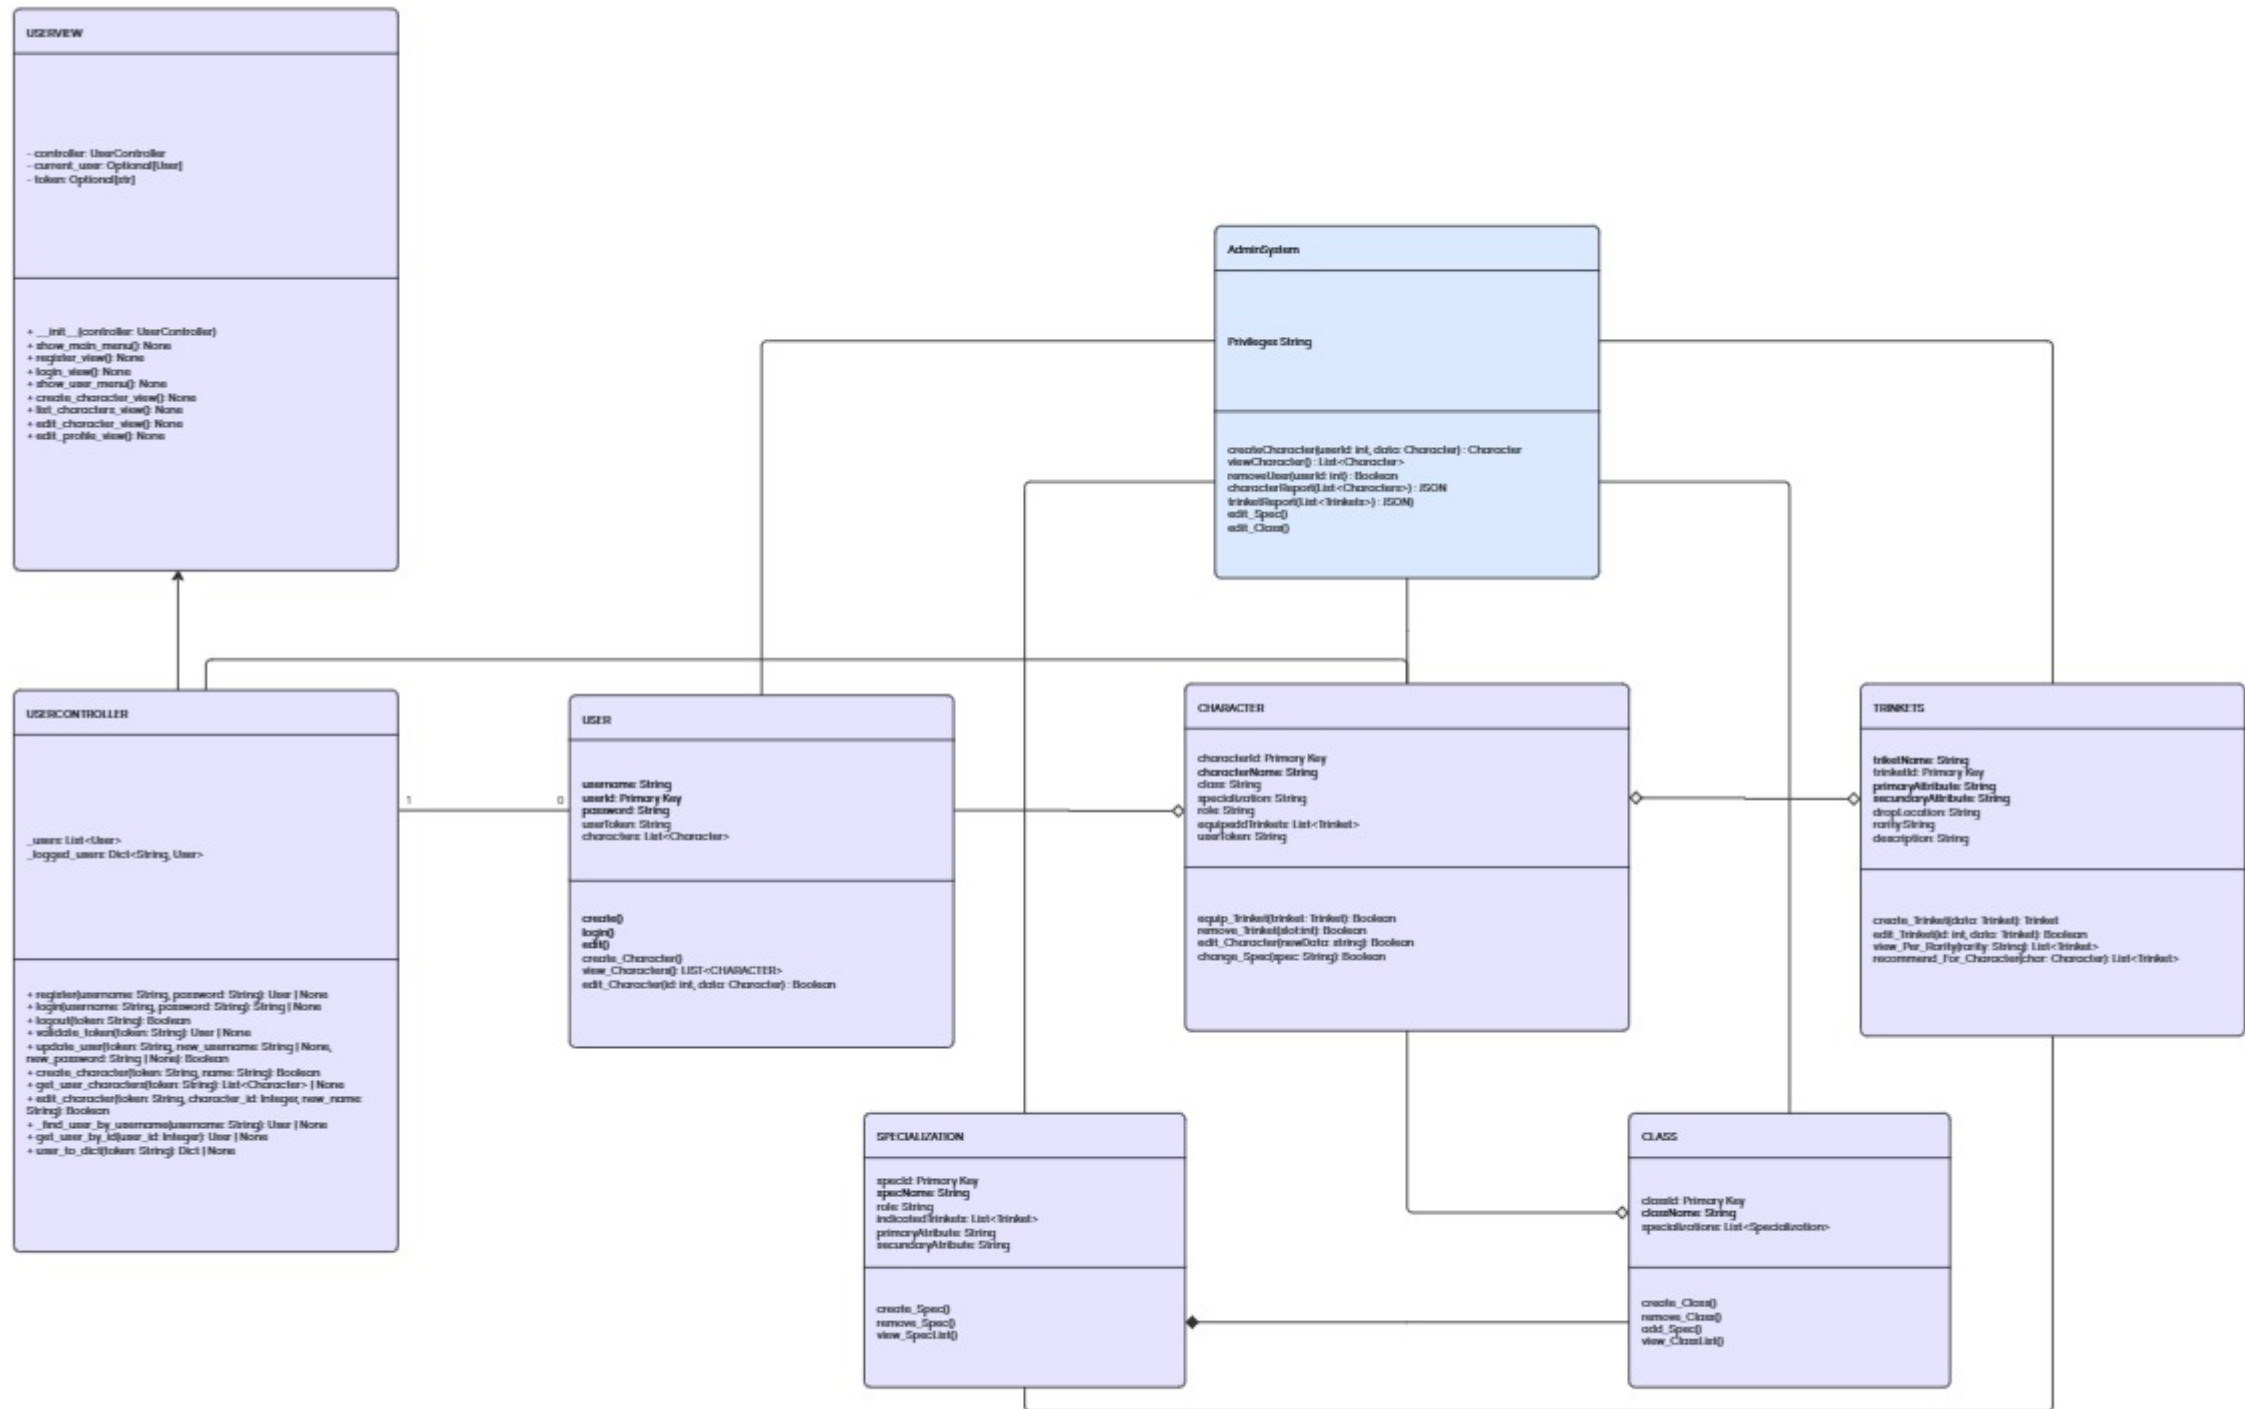 USERVIEW
- controller: UserController
- current_user: Optional[User]
- token: Optional[str]
+ __init__(controller: UserController)
+ show_main_menu(): None
+ register_view(): None
+ login_view(): None
+ show_user_menu(): None
+ create_character_view(): None
+ list_characters_view(): None
+ edit_character_view(): None
+ edit_profile_view(): None
AdminSystem
Privileges String
createCharacter(userId: int, data: Character) : Character
viewCharacter() : List<Character>
removeUser(userId: int) : Boolean
characterReport(List<Characters>) : JSON
trinketReport(List<Trinkets>) : JSON)
edit_Spec()
edit_Class()
USERCONTROLLER
_users: List<User>
_logged_users: Dict<String, User>
+ register(username: String, password: String): User | None
+ login(username: String, password: String): String | None
+ logout(token: String): Boolean
+ validate_token(token: String): User | None
+ update_user(token: String, new_username: String | None,
new_password: String | None): Boolean
+ create_character(token: String, name: String): Boolean
+ get_user_characters(token: String): List<Character> | None
+ edit_character(token: String, character_id: Integer, new_name:
String): Boolean
+ _find_user_by_username(username: String): User | None
+ get_user_by_id(user_id: Integer): User | None
+ user_to_dict(token: String): Dict | None
1
0
USER
username: String
userId: Primary Key
password: String
userToken: String
characters: List<Character>
create()
login()
edit()
create_Character()
view_Characters(): LIST<CHARACTER>
edit_Character(id: int, data: Character) : Boolean
CHARACTER
characterId: Primary Key
characterName: String
class: String
specialization: String
role: String
equipeddTrinkets: List<Trinket>
userToken: String
equip_Trinket(trinket: Trinket): Boolean
remove_Trinket(slot:int): Boolean
edit_Character(newData: string): Boolean
change_Spec(spec: String): Boolean
TRINKETS
triketName: String
trinketId: Primary Key
primaryAtribute: String
secundaryAtribute: String
dropLocation: String
rarity:String
description: String
create_Trinket(data: Trinket): Trinket
edit_Trinket(id: int, data: Trinket): Boolean
view_Per_Rarity(rarity: String): List<Trinket>
recommend_For_Character(char: Character): List<Trinket>
SPECIALIZATION
specId: Primary Key
specName: String
role: String
indicatedTrinkets: List<Trinket>
primaryAtribute: String
secundaryAtribute: String
create_Spec()
remove_Spec()
view_SpecList()
CLASS
classId: Primary Key
className: String
specializations: List<Specialization>
create_Class()
remove_Class()
add_Spec()
view_ClassList()